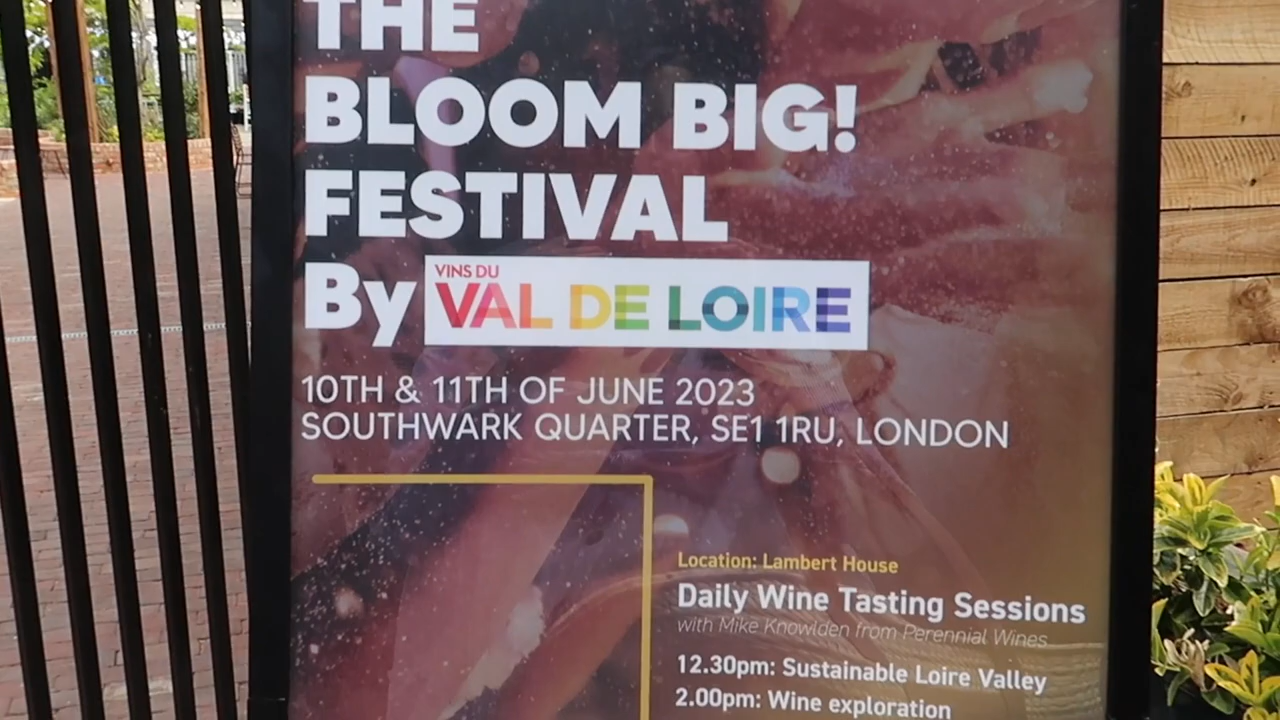 THE
BLOOM BIG!
FESTIVAL
By VINS DU
VAL DE LOIRE
10TH & 11TH OF JUNE 2023
SOUTHWARK QUARTER, SE1 1RU, LONDON
Location: Lambert House
Daily Wine Tasting Sessions
with Mike Knowlden from Perennial Wines
12.30pm: Sustainable Loire Valley
2.00pm: Wine exploration